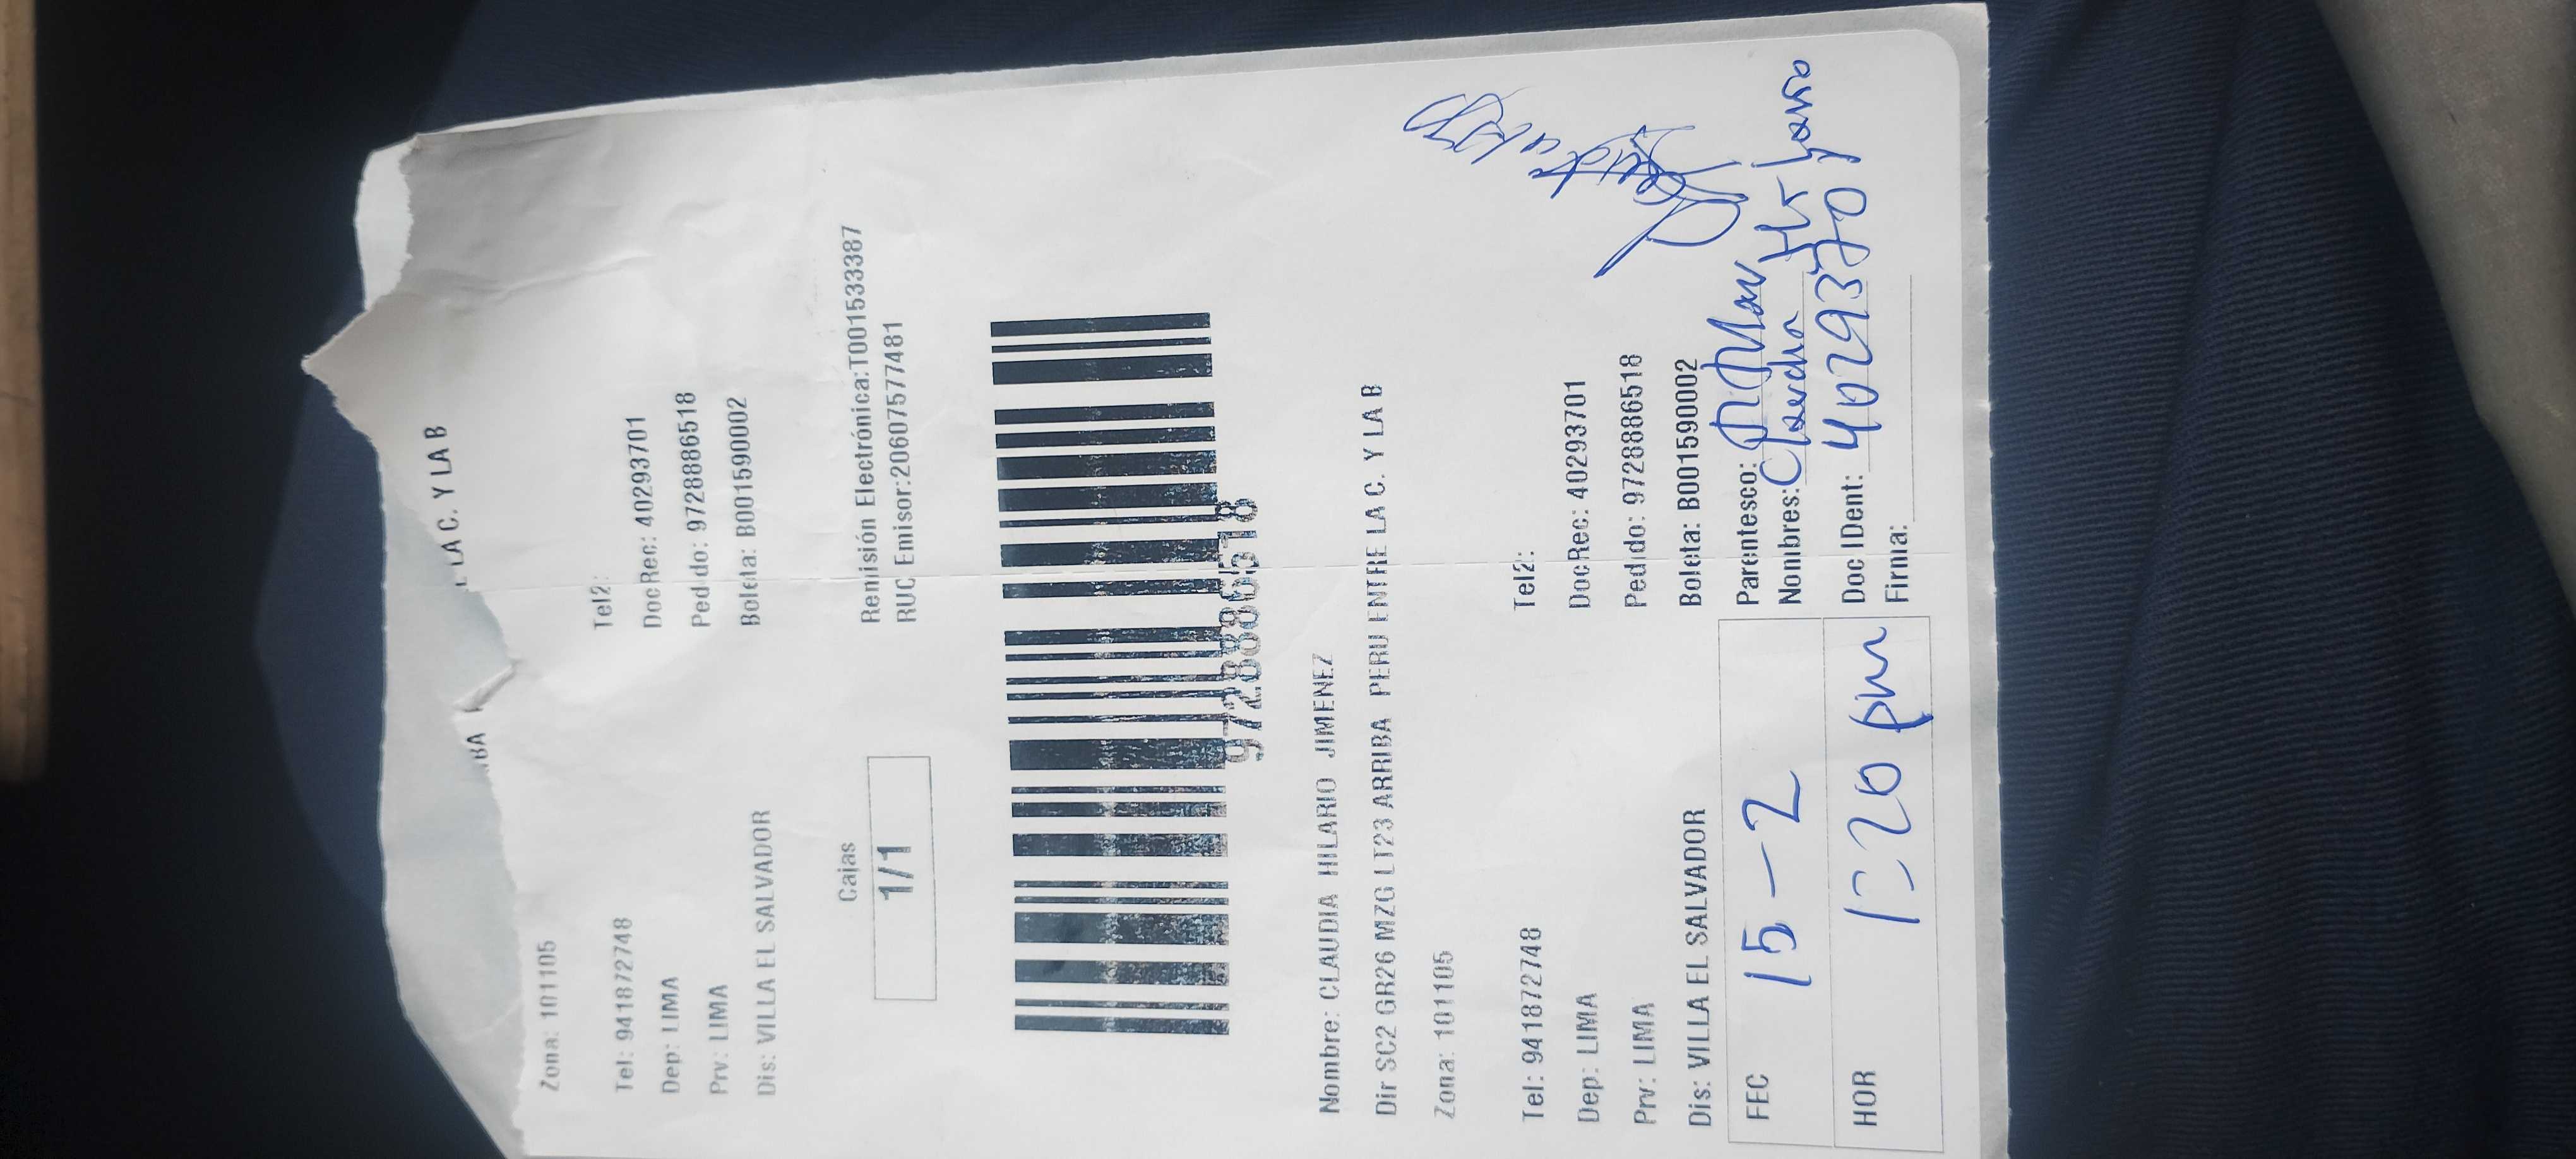 LA C. Y LA B
Zona: 101105
Tel: 941872748 Tel2:
Dep: LIMA DocRec: 40293701
Prv: LIMA Pedido: 9728886518
Dis: VILLA EL SALVADOR Boleta: B001590002
Cajas Remisión Electrónica:T001533387
1/1 RUC Emisor:20607577481
9728886518
Nombre: CLAUDIA HILARIO JIMENEZ
Dir SC2 GR26 MZG LT23 ARRIBA PERU ENTRE LA C. Y LA B
Zona: 101105
Tel: 941872748 Tel2:
Dep: LIMA DocRec: 40293701
Prv: LIMA Pedido: 9728886518
Dis: VILLA EL SALVADOR Boleta: B001590002
FEC 15-2 Parentesco:
Nombres:
HOR 1:20 pm Doc IDent:
Firma: